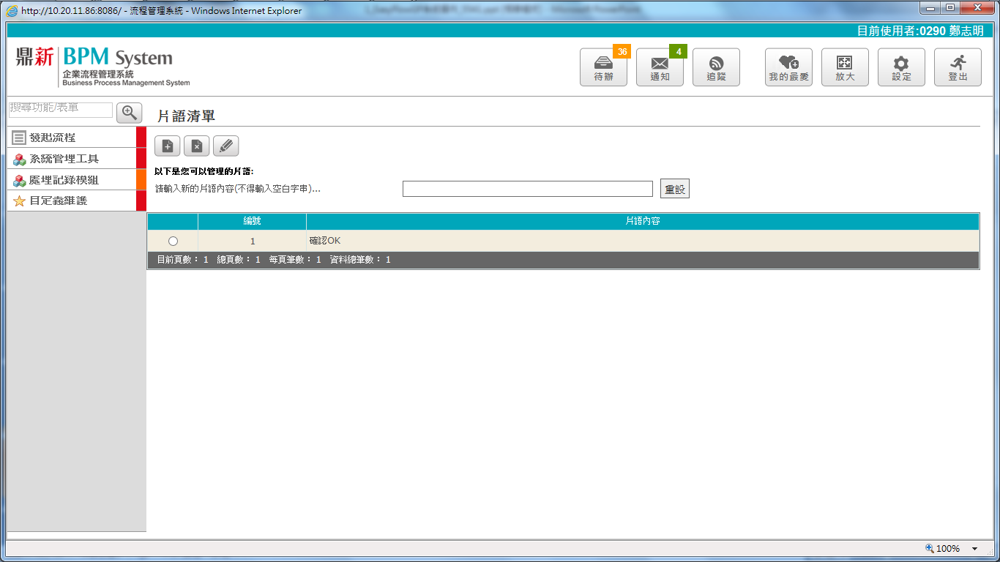 http://10.20.11.86:8086/ - 流程管理系統 - Windows Internet Explorer
目前使用者:0290 鄭志明
鼎新 BPM System
企業流程管理系統
Business Process Management System
36
待辦
4
通知
追蹤
我的最愛
放大
設定
登出
搜尋功能/表單
片語清單
發起流程
系統管理工具
處理記錄模組
自定義維護
以下是您可以管理的片語:
請輸入新的片語內容(不得輸入空白字串)...
重設
編號 片語內容
1 確認OK
目前頁數： 1 總頁數： 1 每頁筆數： 1 資料總筆數： 1
100%